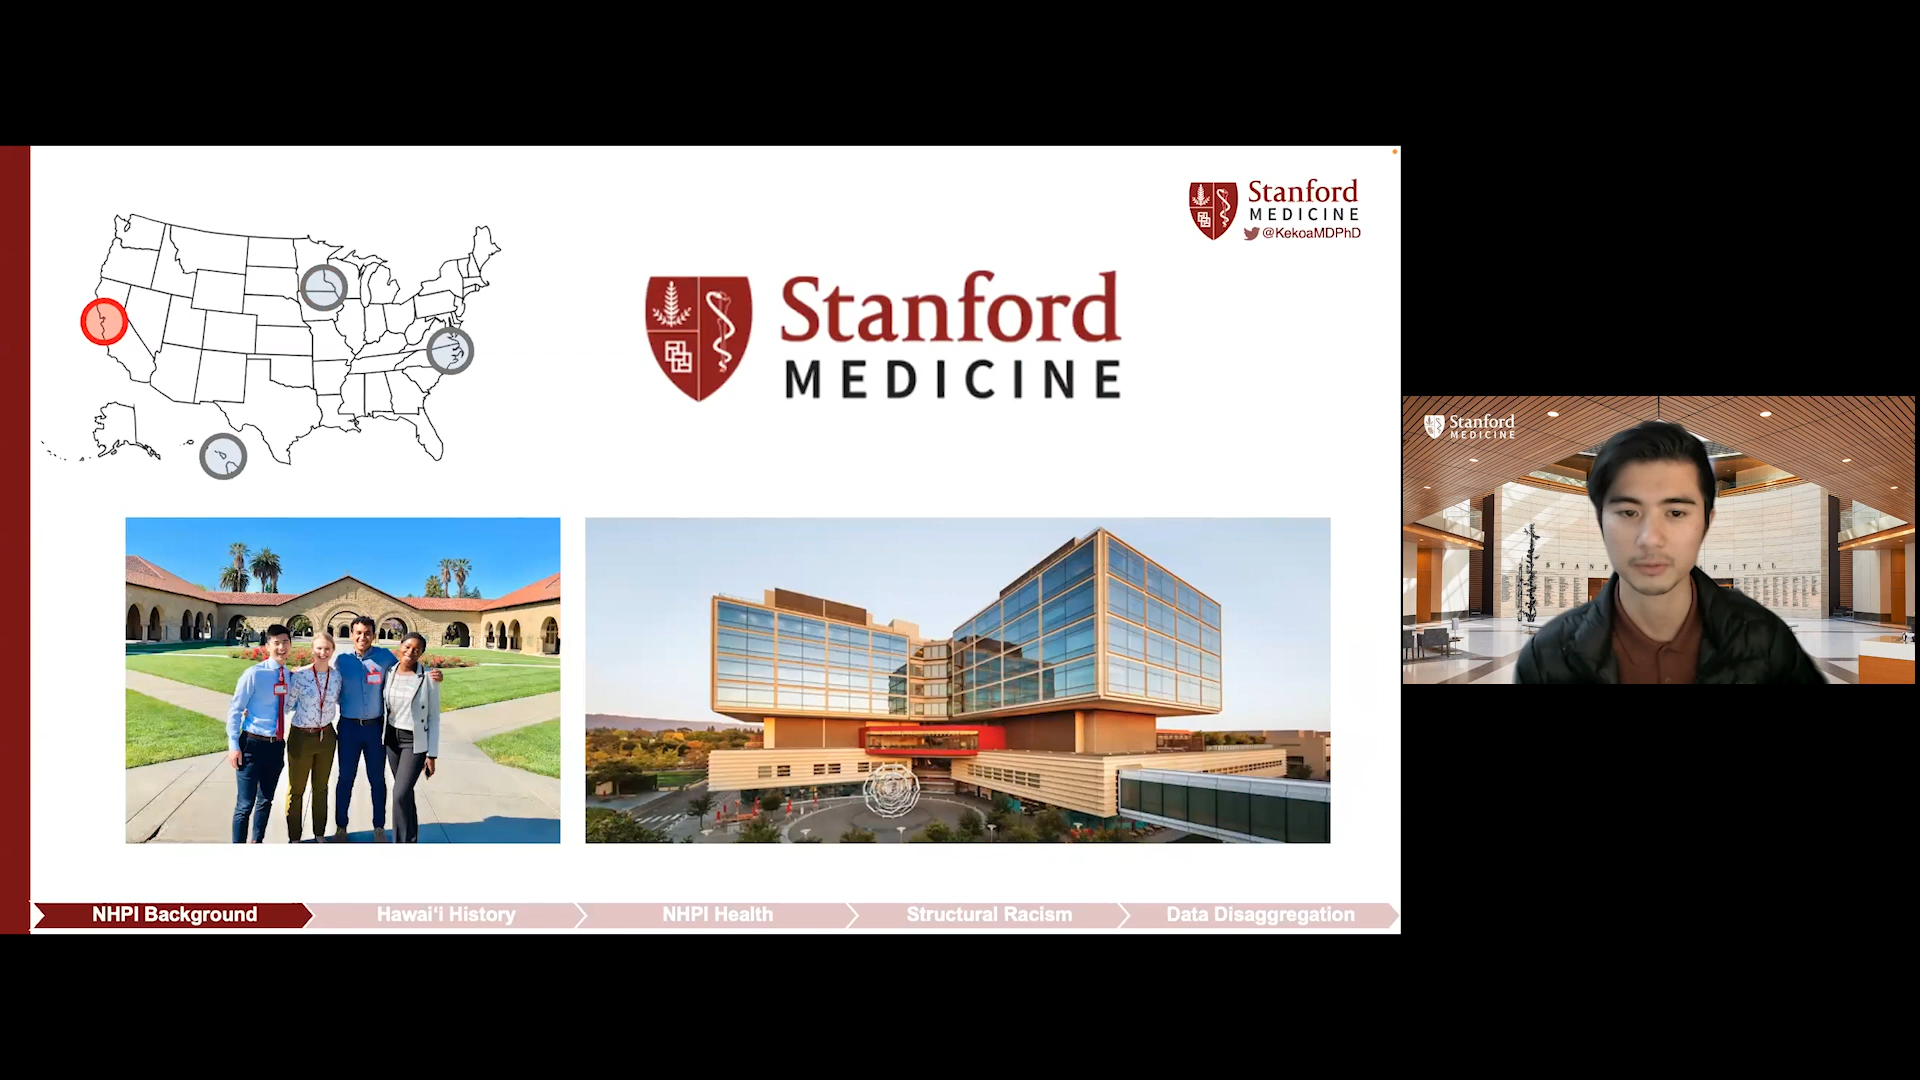 Stanford
MEDICINE
@KekoaMDPhD
Stanford
MEDICINE
Stanford
MEDICINE
NHPI Background
Hawaiʻi History
NHPI Health
Structural Racism
Data Disaggregation